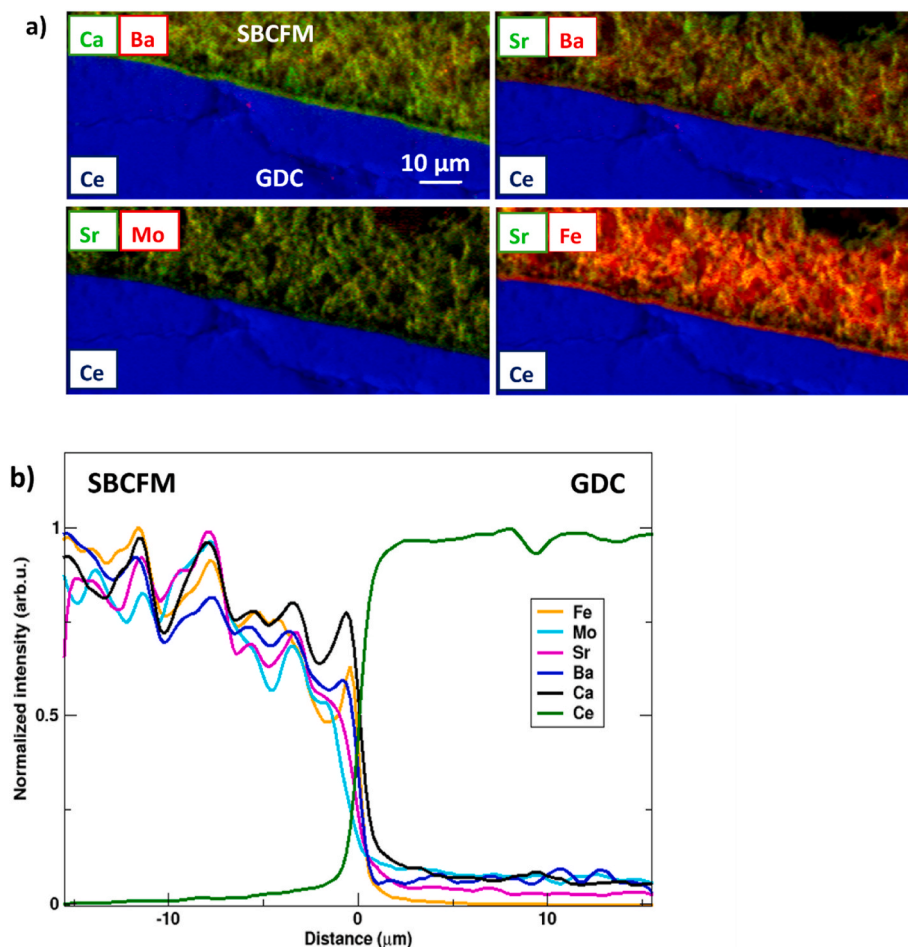 a)
Ca Ba SBCFM
Ce GDC 10 μm
Sr Ba
Ce
Sr Mo
Ce
Sr Fe
Ce
b)
SBCFM GDC
Normalized intensity (arb.u.)
1
0.5
0
Fe
Mo
Sr
Ba
Ca
Ce
-10 0 10
Distance (μm)